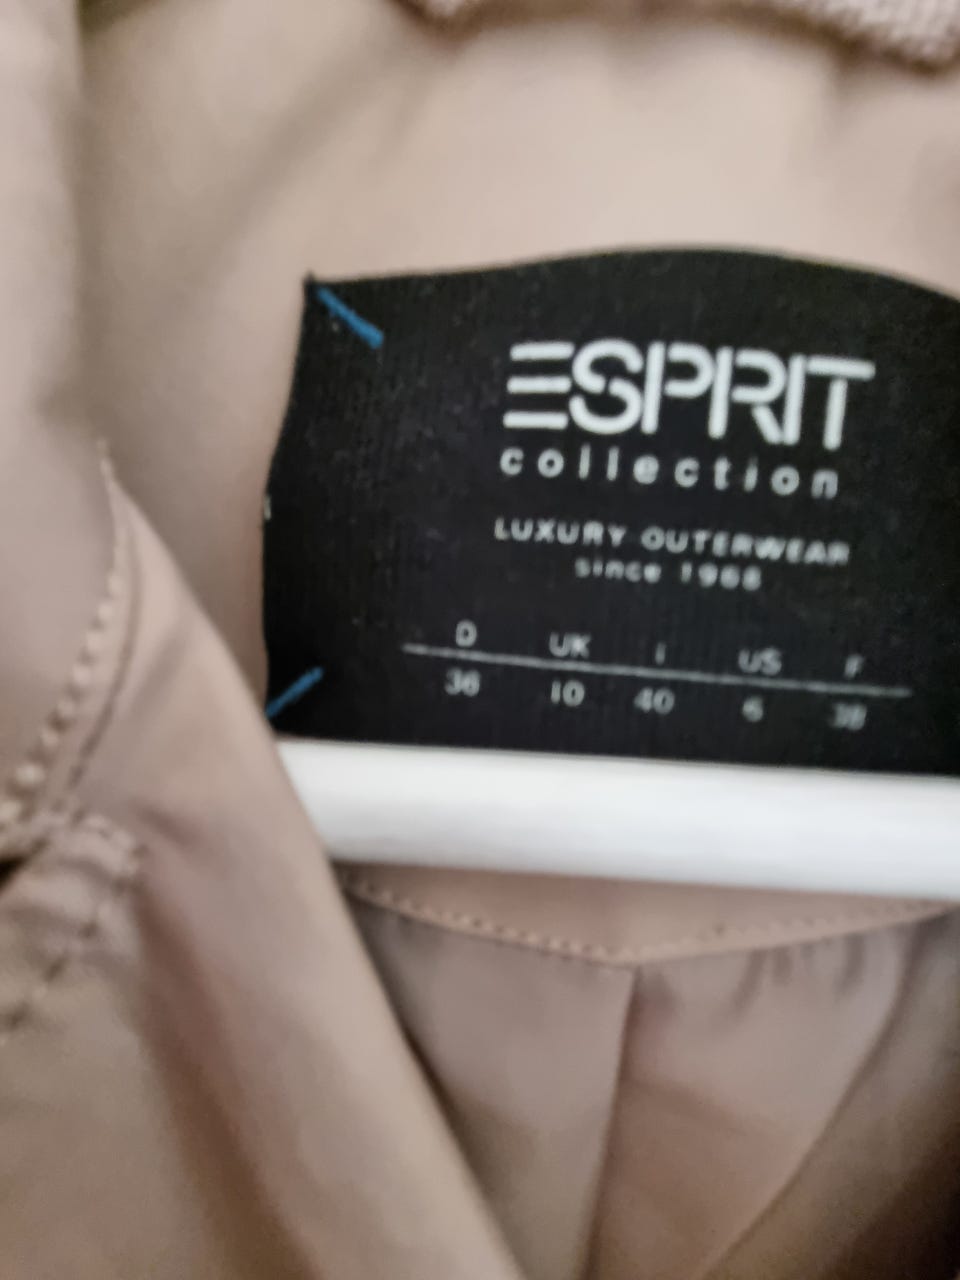 ESPRIT
collection
LUXURY OUTERWEAR
since 1968
D UK I US F
36 10 40 6 38